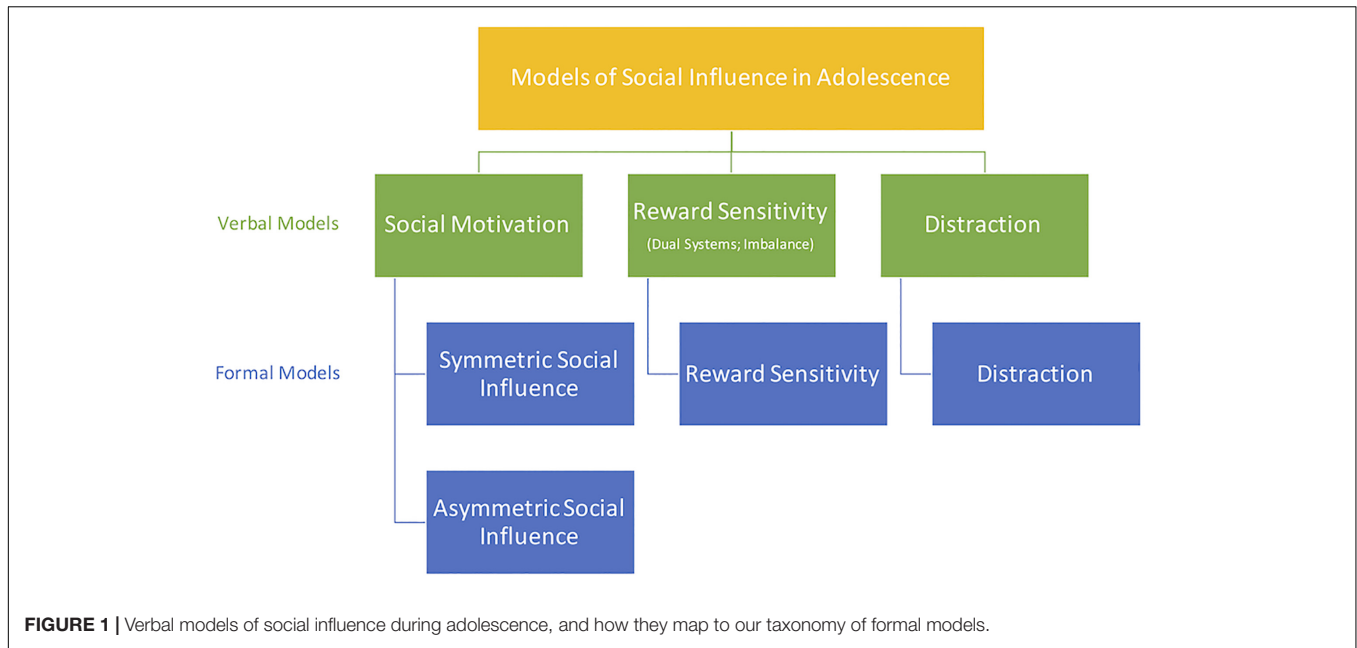 Models of Social Influence in Adolescence
Verbal Models
Social Motivation
Reward Sensitivity
(Dual Systems; Imbalance)
Distraction
Formal Models
Symmetric Social
Influence
Reward Sensitivity
Distraction
Asymmetric Social
Influence
FIGURE 1 | Verbal models of social influence during adolescence, and how they map to our taxonomy of formal models.